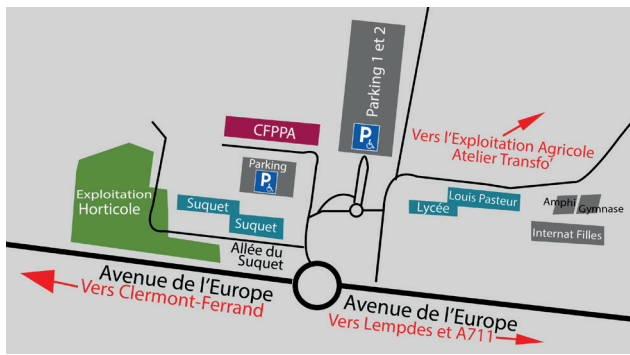 Parking 1 et 2
P
CFPPA
Parking
P
Vers l'Exploitation Agricole
Atelier Transfo'
Exploitation
Horticole
Suquet
Suquet
Louis Pasteur
Lycée
Amphi
Gymnase
Internat Filles
Allée du
Suquet
Avenue de l'Europe
Vers Clermont-Ferrand
Avenue de l'Europe
Vers Lempdes et A711